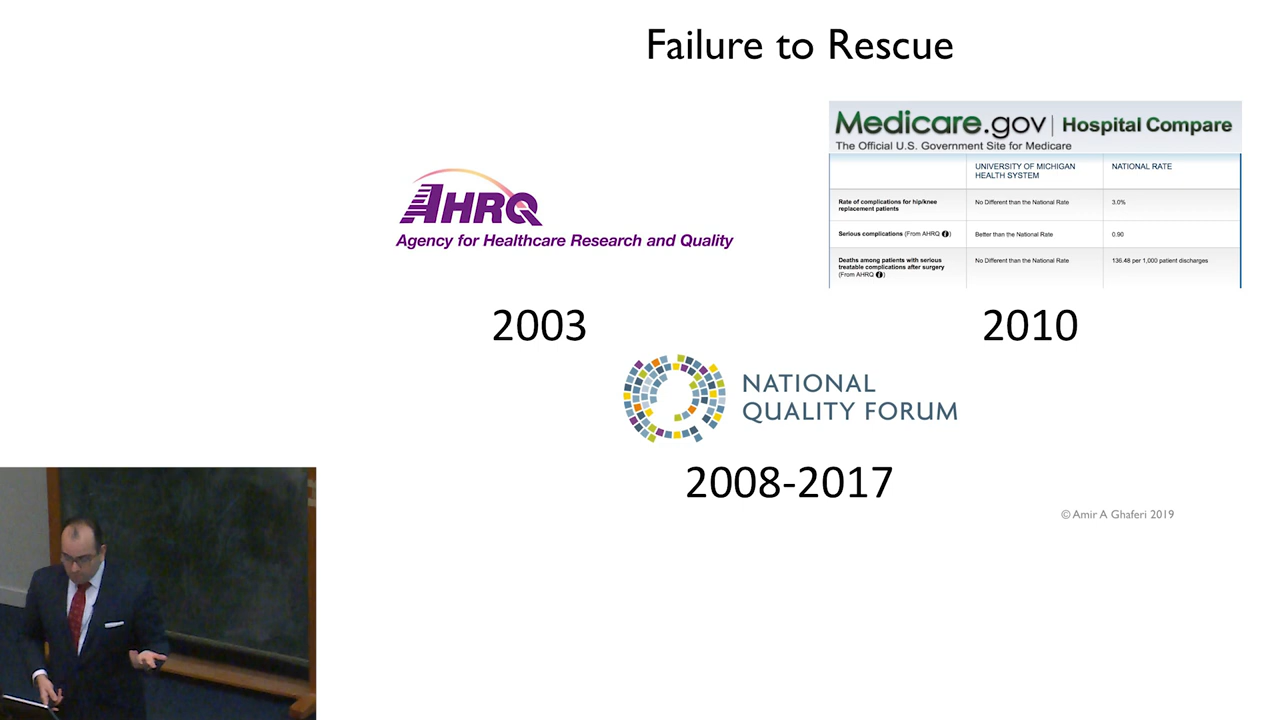 Failure to Rescue
AHRQ
Agency for Healthcare Research and Quality
2003
Medicare.gov | Hospital Compare
The Official U.S. Government Site for Medicare
UNIVERSITY OF MICHIGAN
HEALTH SYSTEM
NATIONAL RATE
Rate of complications for hip/knee
replacement patients
No Different than the National Rate
3.0%
Serious complications (From AHRQ i)
Better than the National Rate
0.90
Deaths among patients with serious
treatable complications after surgery
(From AHRQ i)
No Different than the National Rate
136.48 per 1,000 patient discharges
2010
NATIONAL
QUALITY FORUM
2008-2017
© Amir A Ghaferi 2019